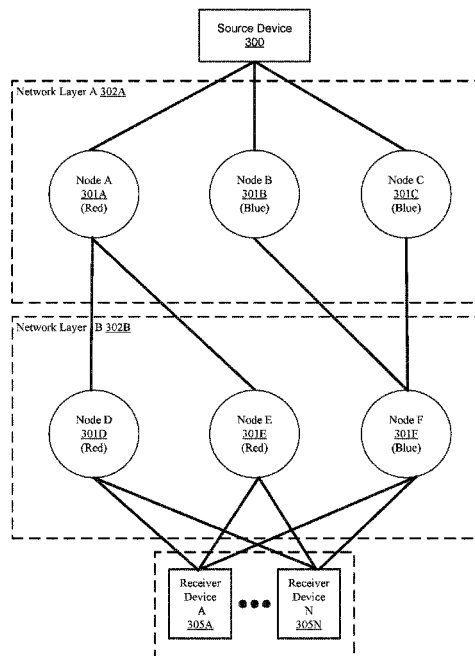 Source Device
300
Network Layer A 302A
Node A
301A
(Red)
Node B
301B
(Blue)
Node C
301C
(Blue)
Network Layer B 302B
Node D
301D
(Red)
Node E
301E
(Red)
Node F
301F
(Blue)
Receiver
Device
A
305A
Receiver
Device
N
305N